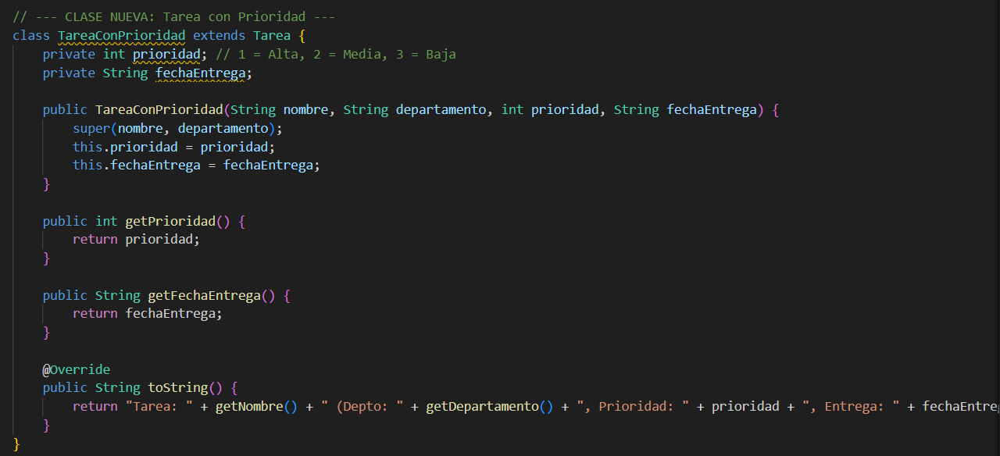 // --- CLASE NUEVA: Tarea con Prioridad ---
class TareaConPrioridad extends Tarea {
    private int prioridad; // 1 = Alta, 2 = Media, 3 = Baja
    private String fechaEntrega;

    public TareaConPrioridad(String nombre, String departamento, int prioridad, String fechaEntrega) {
        super(nombre, departamento);
        this.prioridad = prioridad;
        this.fechaEntrega = fechaEntrega;
    }

    public int getPrioridad() {
        return prioridad;
    }

    public String getFechaEntrega() {
        return fechaEntrega;
    }

    @Override
    public String toString() {
        return "Tarea: " + getNombre() + " (Depto: " + getDepartamento() + ", Prioridad: " + prioridad + ", Entrega: " +
    }
}